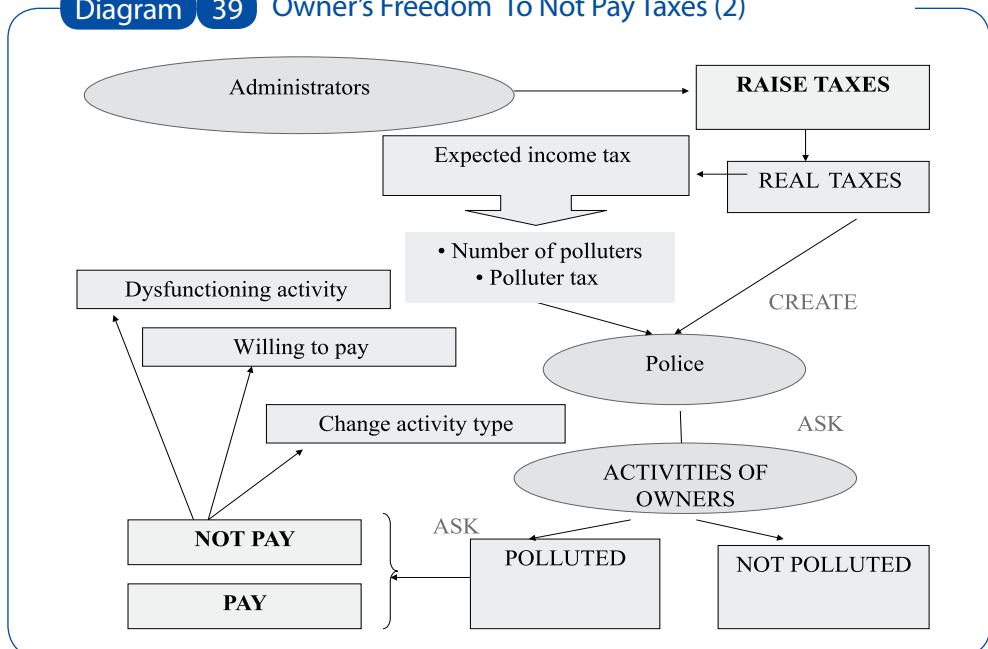 Diagram 39 Owner's Freedom To Not Pay Taxes (2)
Administrators
RAISE TAXES
Expected income tax
REAL TAXES
• Number of polluters
• Polluter tax
Dysfunctioning activity
CREATE
Willing to pay
Police
Change activity type
ASK
ACTIVITIES OF
OWNERS
ASK
NOT PAY
POLLUTED
NOT POLLUTED
PAY